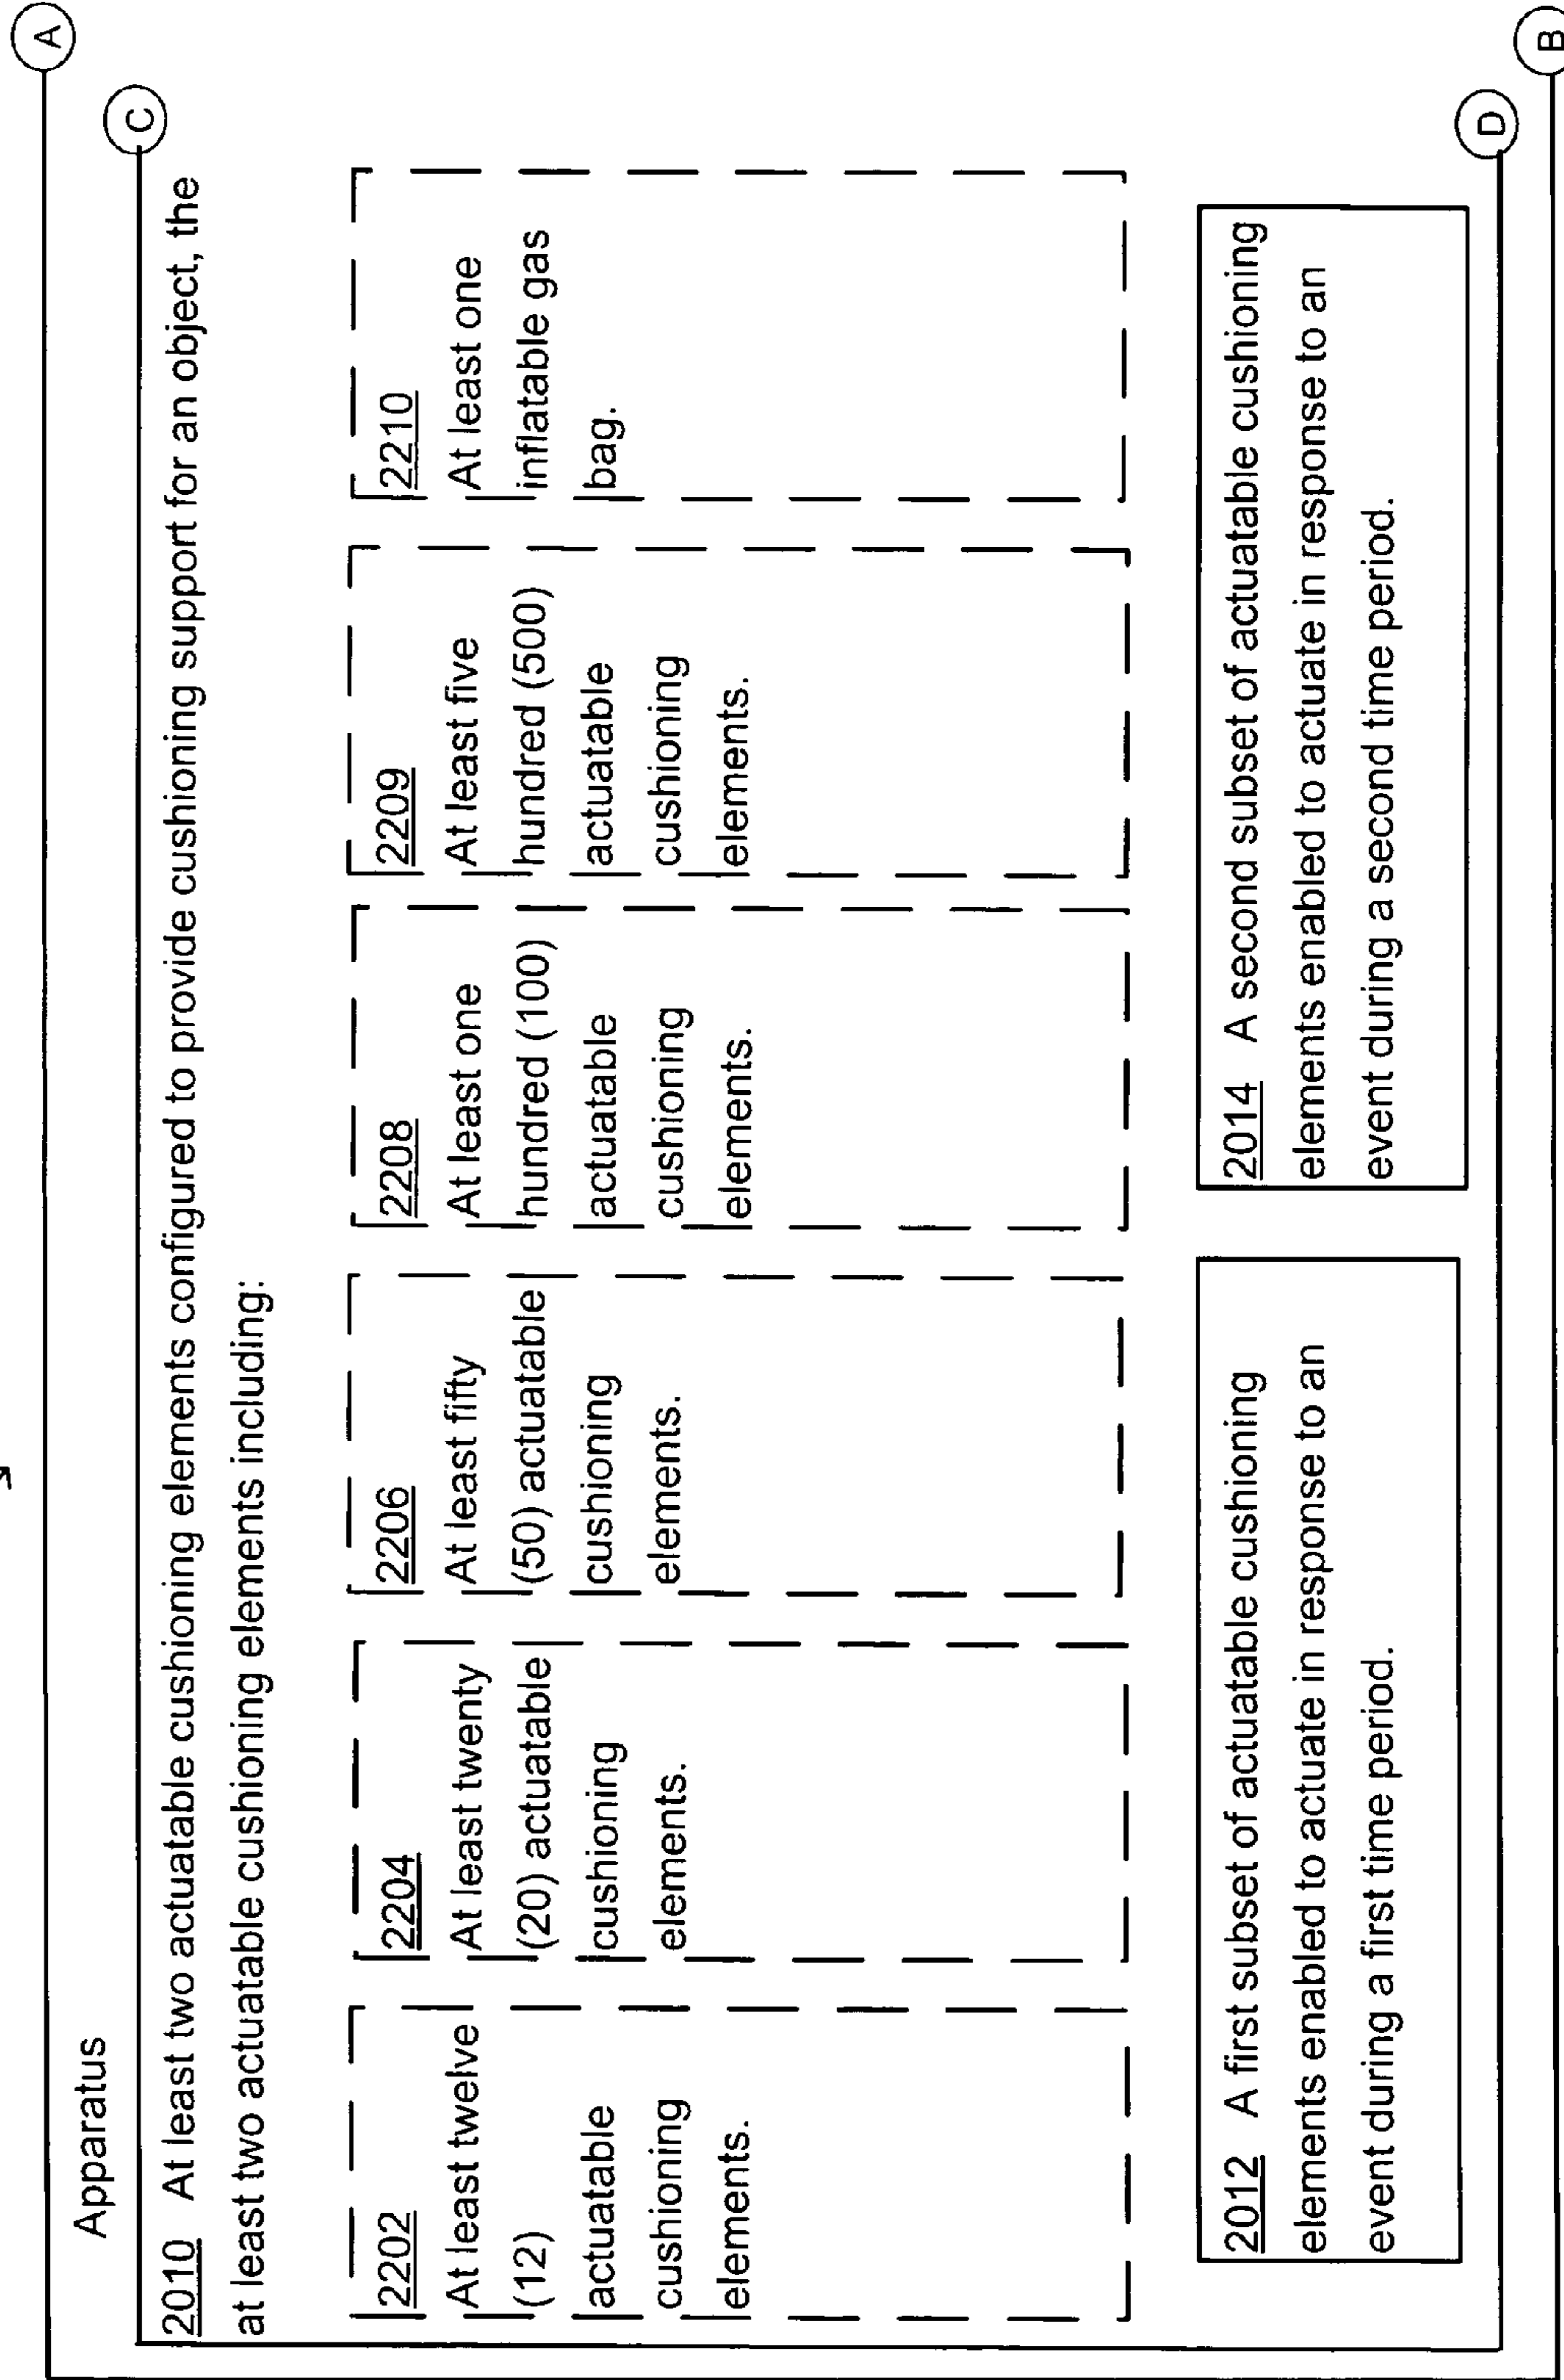 A
Apparatus
C
2010 At least two actuatable cushioning elements configured to provide cushioning support for an object, the
at least two actuatable cushioning elements including:
2202
At least twelve
(12)
actuatable
cushioning
elements.
2204
At least twenty
(20) actuatable
cushioning
elements.
2206
At least fifty
(50) actuatable
cushioning
elements.
2208
At least one
hundred (100)
actuatable
cushioning
elements.
2209
At least five
hundred (500)
actuatable
cushioning
elements.
2210
At least one
inflatable gas
bag.
2012 A first subset of actuatable cushioning
elements enabled to actuate in response to an
event during a first time period.
2014 A second subset of actuatable cushioning
elements enabled to actuate in response to an
event during a second time period.
D
B